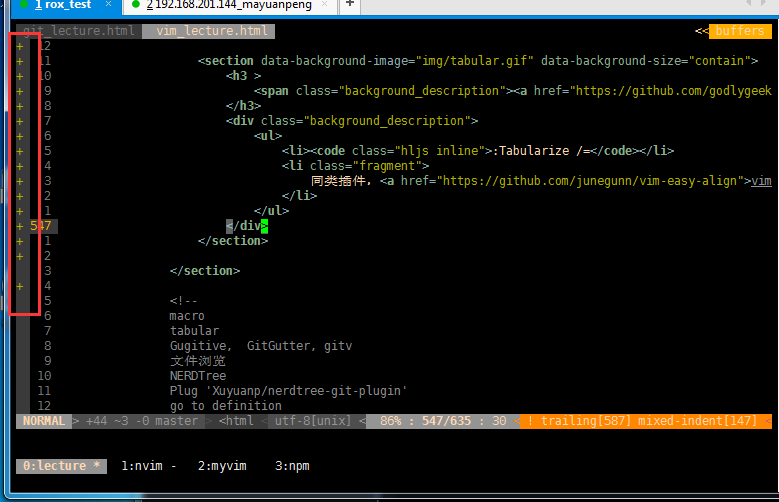 1 rox_test × 2 192.168.201.144_mayuanpeng × +
git_lecture.html vim_lecture.html << buffers
+ 12
+ 11 <section data-background-image="img/tabular.gif" data-background-size="contain">
+ 10 <h3 >
+ 9 <span class="background_description"><a href="https://github.com/godlygeek
+ 8 </h3>
+ 7 <div class="background_description">
+ 6 <ul>
+ 5 <li><code class="hljs inline">:Tabularize /=</code></li>
+ 4 <li class="fragment">
+ 3 同类插件, <a href="https://github.com/junegunn/vim-easy-align">vim
+ 2 </li>
+ 1 </ul>
+ 547 </div>
+ 1 </section>
+ 2
3 </section>
+ 4
5 <!--
6 macro
7 tabular
8 Gugitive, GitGutter, gitv
9 文件浏览
10 NERDTree
11 Plug 'Xuyuanp/nerdtree-git-plugin'
12 go to definition
NORMAL > +44 ~3 -0 master > <html < utf-8[unix] < 86% : 547/635 : 30 < ! trailing[587] mixed-indent[147] <
0:lecture * 1:nvim - 2:myvim 3:npm